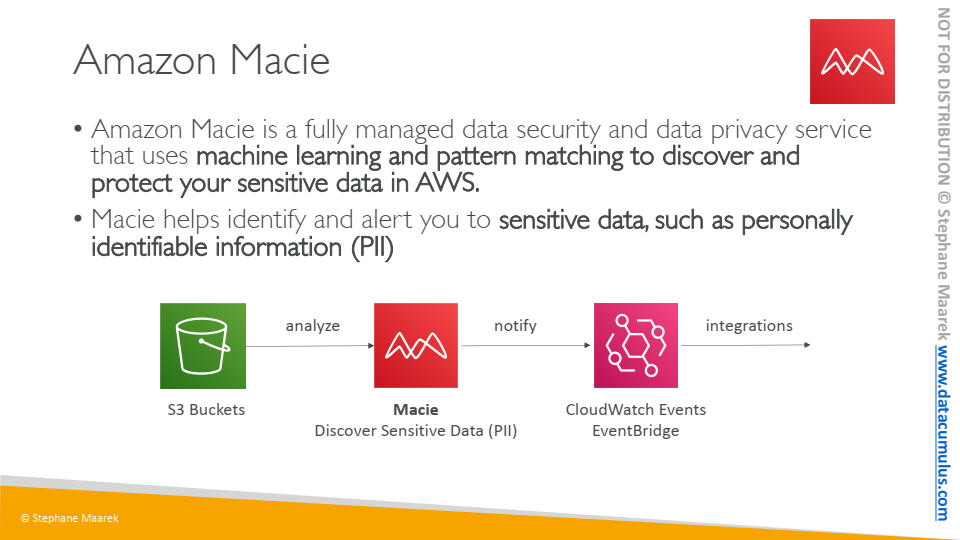 Amazon Macie
• Amazon Macie is a fully managed data security and data privacy service
that uses machine learning and pattern matching to discover and
protect your sensitive data in AWS.
• Macie helps identify and alert you to sensitive data, such as personally
identifiable information (PII)
analyze
notify
integrations
S3 Buckets
Macie
Discover Sensitive Data (PII)
CloudWatch Events
EventBridge
© Stephane Maarek
NOT FOR DISTRIBUTION © Stephane Maarek www.datacumulus.com